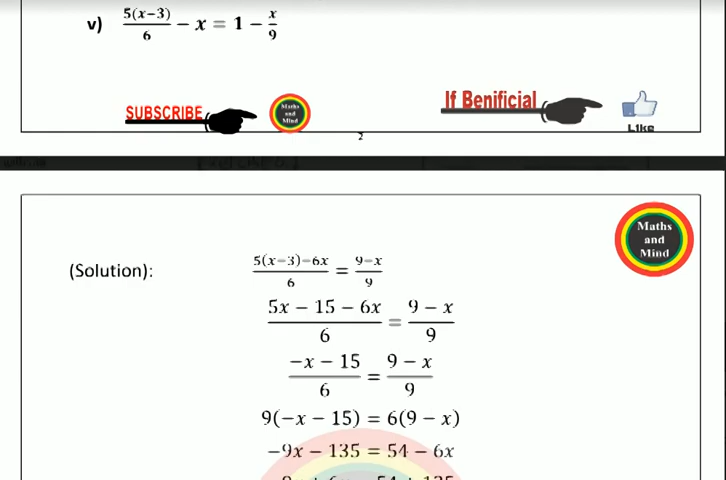 v) 5(x−3)/6 − x = 1 − x/9
SUBSCRIBE
Maths
and
Mind
If Benificial
Like
2
Maths
and
Mind
(Solution): 5(x−3)−6x/6 = 9−x/9
5x − 15 − 6x/6 = 9 − x/9
−x − 15/6 = 9 − x/9
9(−x − 15) = 6(9 − x)
−9x − 135 = 54 − 6x